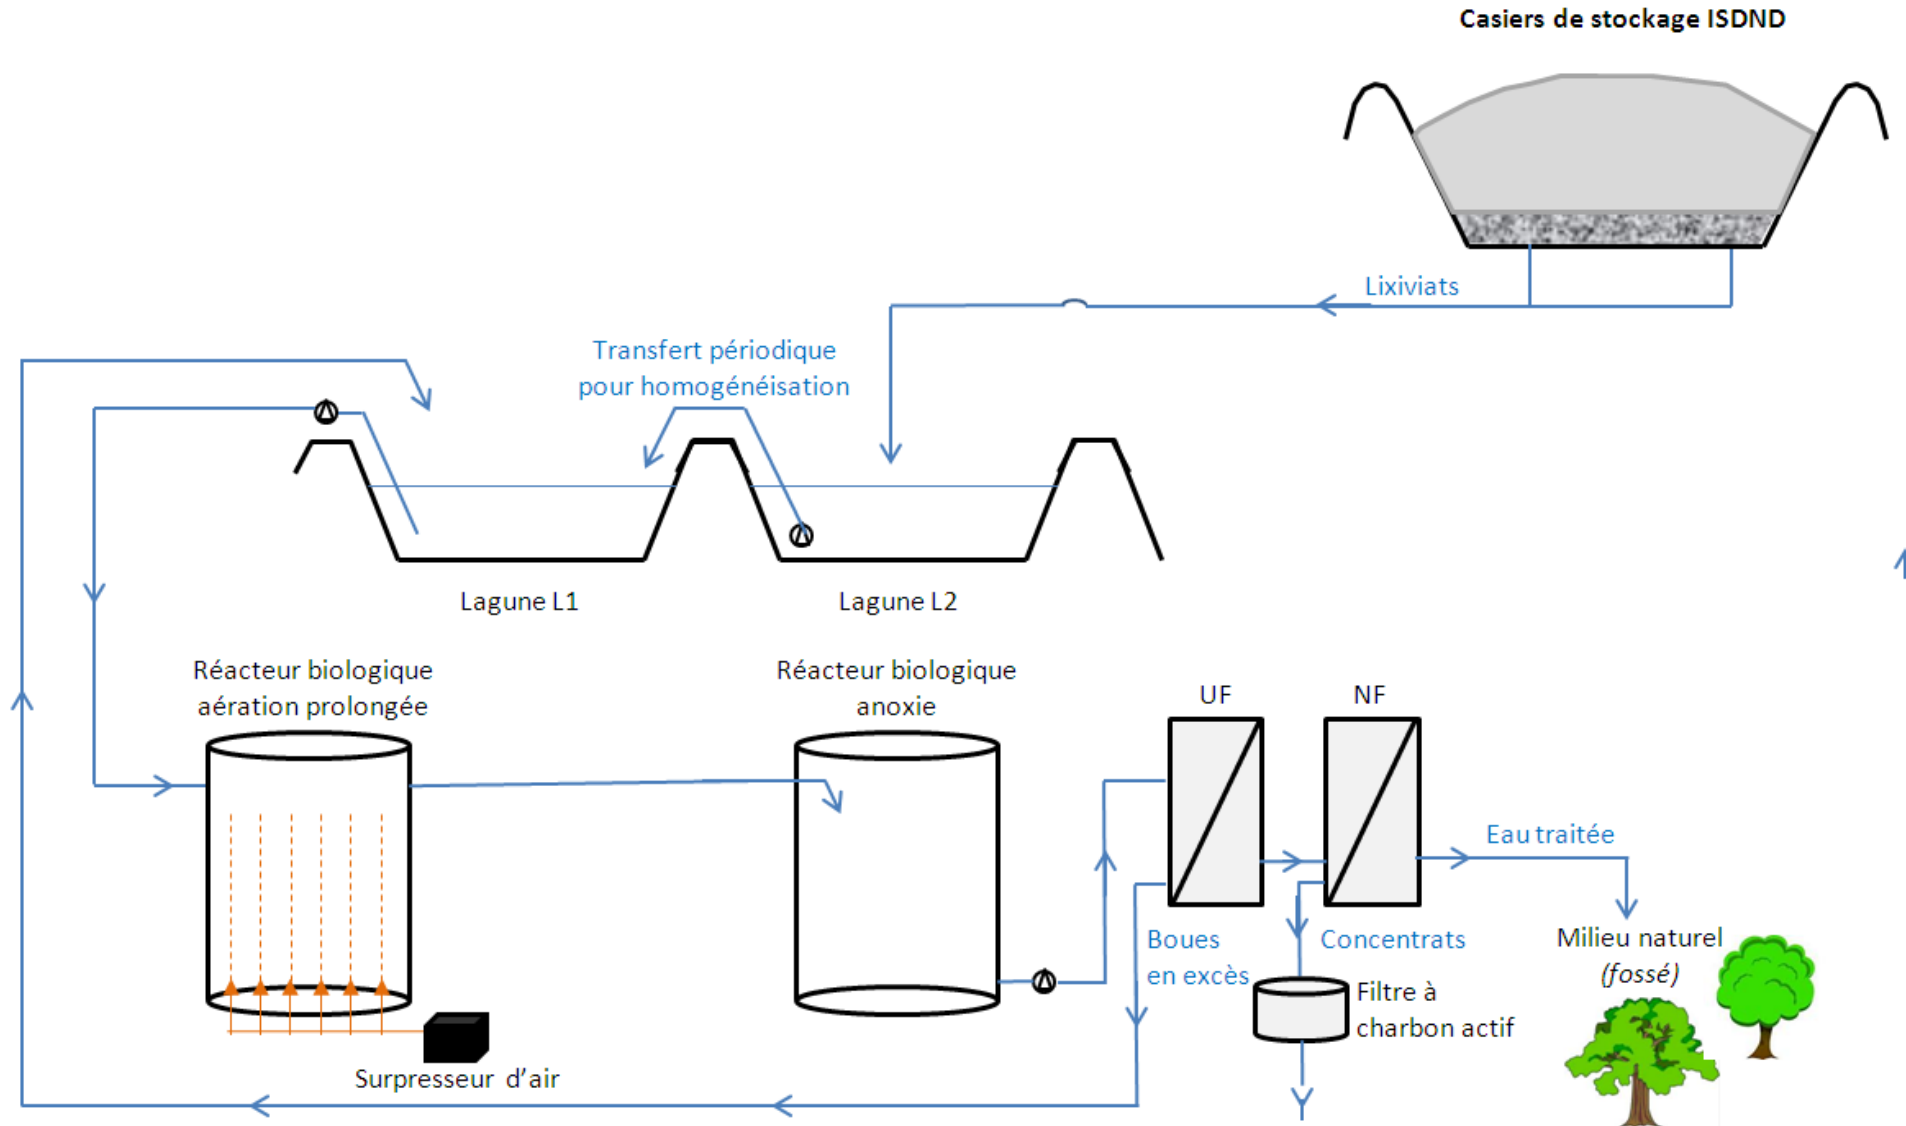 Casiers de stockage ISDND
Lixiviats
Transfert périodique
pour homogénéisation
Lagune L1
Lagune L2
Réacteur biologique
aération prolongée
Réacteur biologique
anoxie
UF
NF
Eau traitée
Boues
en excès
Concentrats
Milieu naturel
(fossé)
Filtre à
charbon actif
Surpresseur d'air